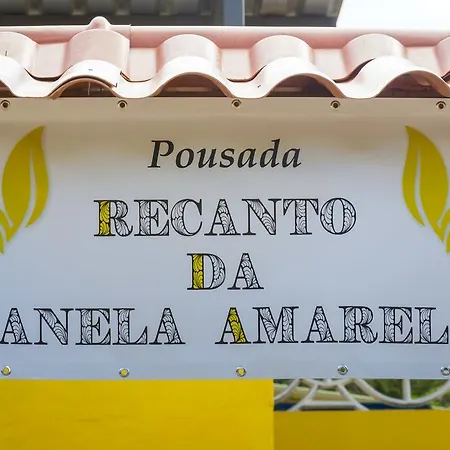 Pousada
RECANTO
DA
ANELA AMAREL